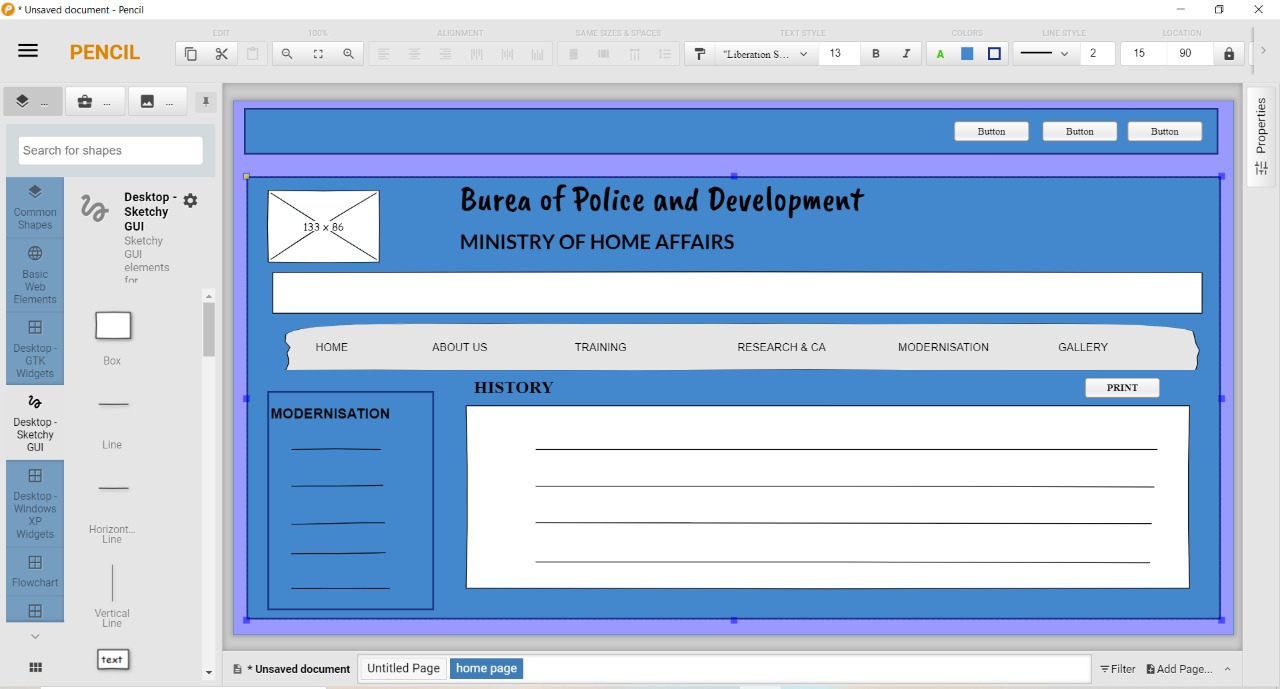 * Unsaved document - Pencil
EDIT
100%
ALIGNMENT
SAME SIZES & SPACES
TEXT STYLE
COLORS
LINE STYLE
LOCATION
PENCIL
"Liberation S...
13
B
I
A
2
15
90
...
...
...
Search for shapes
Common
Shapes
Basic
Web
Elements
Desktop -
GTK
Widgets
Desktop -
Sketchy
GUI
Desktop -
Windows
XP
Widgets
Flowchart
Desktop -
Sketchy
GUI
Sketchy
GUI
elements
for
Box
Line
Horizont...
Line
Vertical
Line
text
Button
Button
Button
133 x 86
Burea of Police and Development
MINISTRY OF HOME AFFAIRS
HOME
ABOUT US
TRAINING
RESEARCH & CA
MODERNISATION
GALLERY
MODERNISATION
HISTORY
PRINT
Properties
* Unsaved document
Untitled Page
home page
Filter
Add Page...